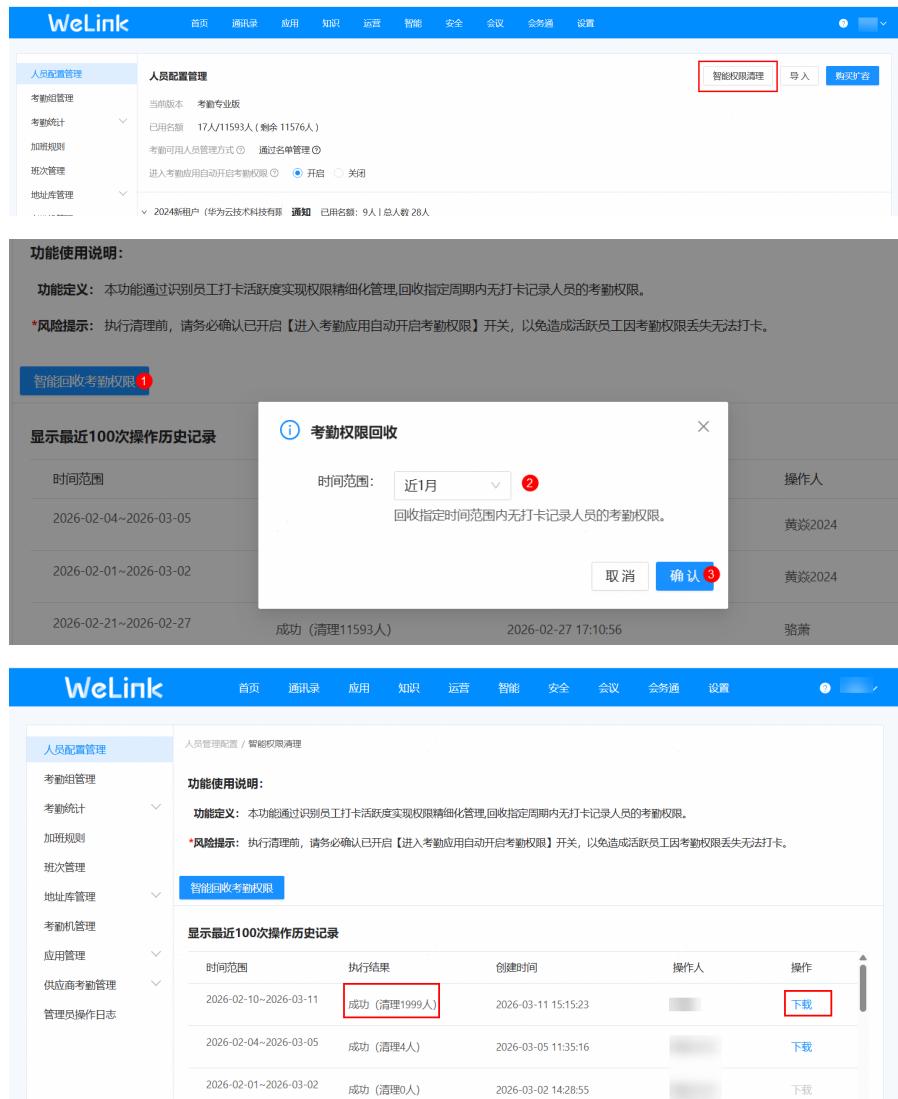 WeLink 首页 通讯录 应用 知识 运营 智能 安全 会议 会务通 设置
人员配置管理
考勤组管理
考勤统计
加班规则
班次管理
地址库管理
人员配置管理 智能权限清理 导入 购买扩容
当前版本 考勤专业版
已用名额 17人/11593人 ( 剩余 11576人 )
考勤可用人员管理方式 通过名单管理
进入考勤应用自动开启考勤权限 开启 关闭
2024新租户(华为云技术科技有限 通知 已用名额: 9人 | 总人数 28人
功能使用说明:
功能定义: 本功能通过识别员工打卡活跃度实现权限精细化管理,回收指定周期内无打卡记录人员的考勤权限。
*风险提示: 执行清理前,请务必确认已开启【进入考勤应用自动开启考勤权限】开关,以免造成活跃员工因考勤权限丢失无法打卡。
智能回收考勤权限 1
显示最近100次操作历史记录
时间范围 操作人
2026-02-04~2026-03-05 黄焱2024
2026-02-01~2026-03-02 黄焱2024
2026-02-21~2026-02-27 成功(清理11593人) 2026-02-27 17:10:56 骆萧
考勤权限回收
时间范围: 近1月 2
回收指定时间范围内无打卡记录人员的考勤权限。
取消 确认 3
WeLink 首页 通讯录 应用 知识 运营 智能 安全 会议 会务通 设置
人员配置管理
考勤组管理
考勤统计
加班规则
班次管理
地址库管理
考勤机管理
应用管理
供应商考勤管理
管理员操作日志
人员管理配置 / 智能权限清理
功能使用说明:
功能定义: 本功能通过识别员工打卡活跃度实现权限精细化管理,回收指定周期内无打卡记录人员的考勤权限。
*风险提示: 执行清理前,请务必确认已开启【进入考勤应用自动开启考勤权限】开关,以免造成活跃员工因考勤权限丢失无法打卡。
智能回收考勤权限
显示最近100次操作历史记录
时间范围 执行结果 创建时间 操作人 操作
2026-02-10~2026-03-11 成功(清理1999人) 2026-03-11 15:15:23 下载
2026-02-04~2026-03-05 成功(清理4人) 2026-03-05 11:35:16 下载
2026-02-01~2026-03-02 成功(清理0人) 2026-03-02 14:28:55 下载